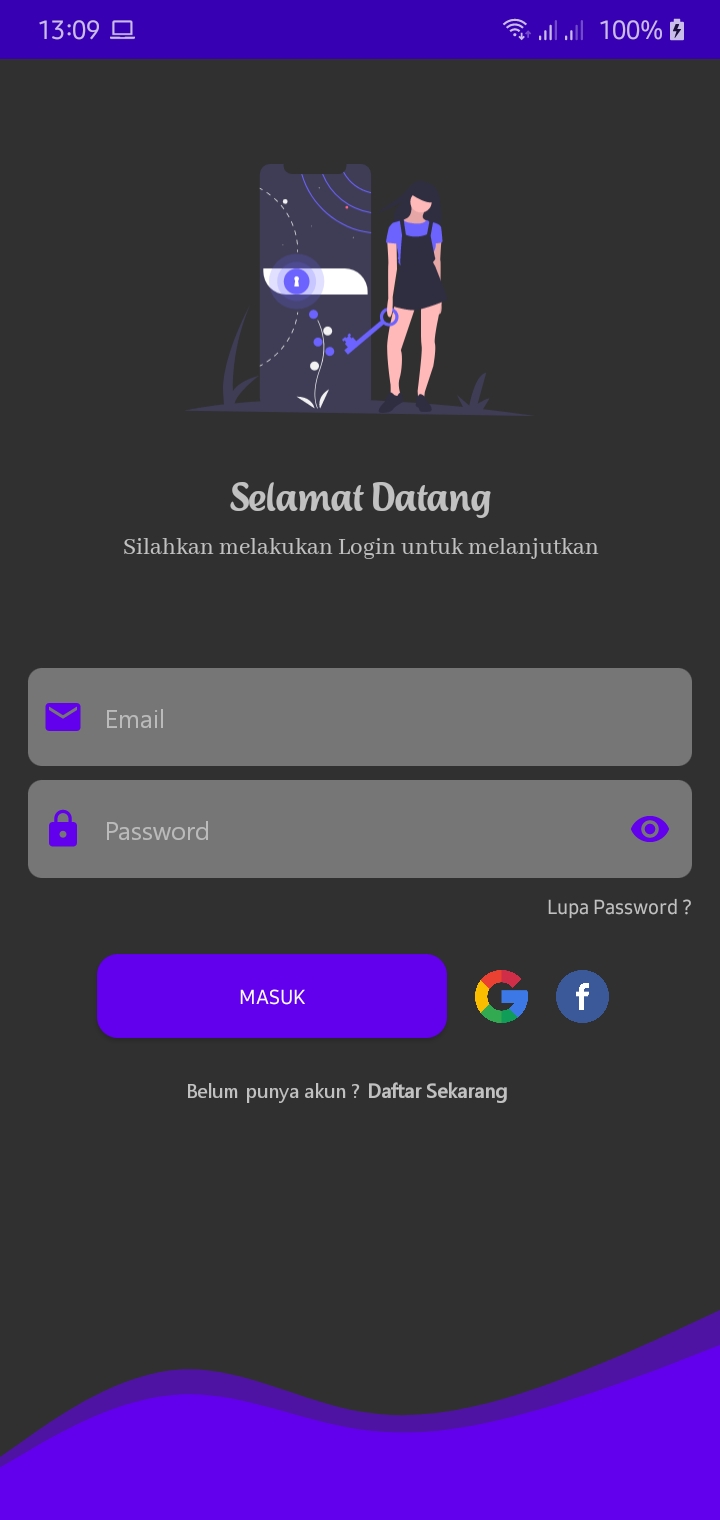 13:09 100%
Selamat Datang
Silahkan melakukan Login untuk melanjutkan
Email
Password
Lupa Password ?
MASUK
Belum punya akun ? Daftar Sekarang